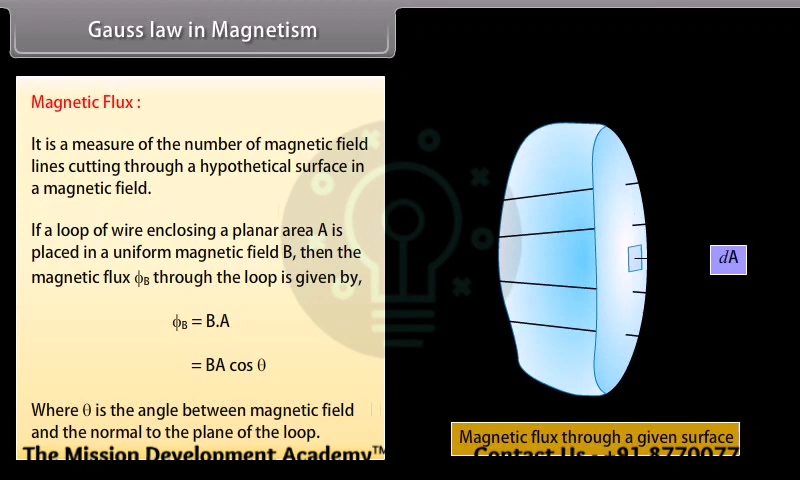 Gauss law in Magnetism
Magnetic Flux :
It is a measure of the number of magnetic field
lines cutting through a hypothetical surface in
a magnetic field.
If a loop of wire enclosing a planar area A is
placed in a uniform magnetic field B, then the
magnetic flux ϕB through the loop is given by,
ϕB = B.A
= BA cos θ
Where θ is the angle between magnetic field
and the normal to the plane of the loop.
dA
Magnetic flux through a given surface
The Mission Development Academy™
Contact Us - +91 8770077